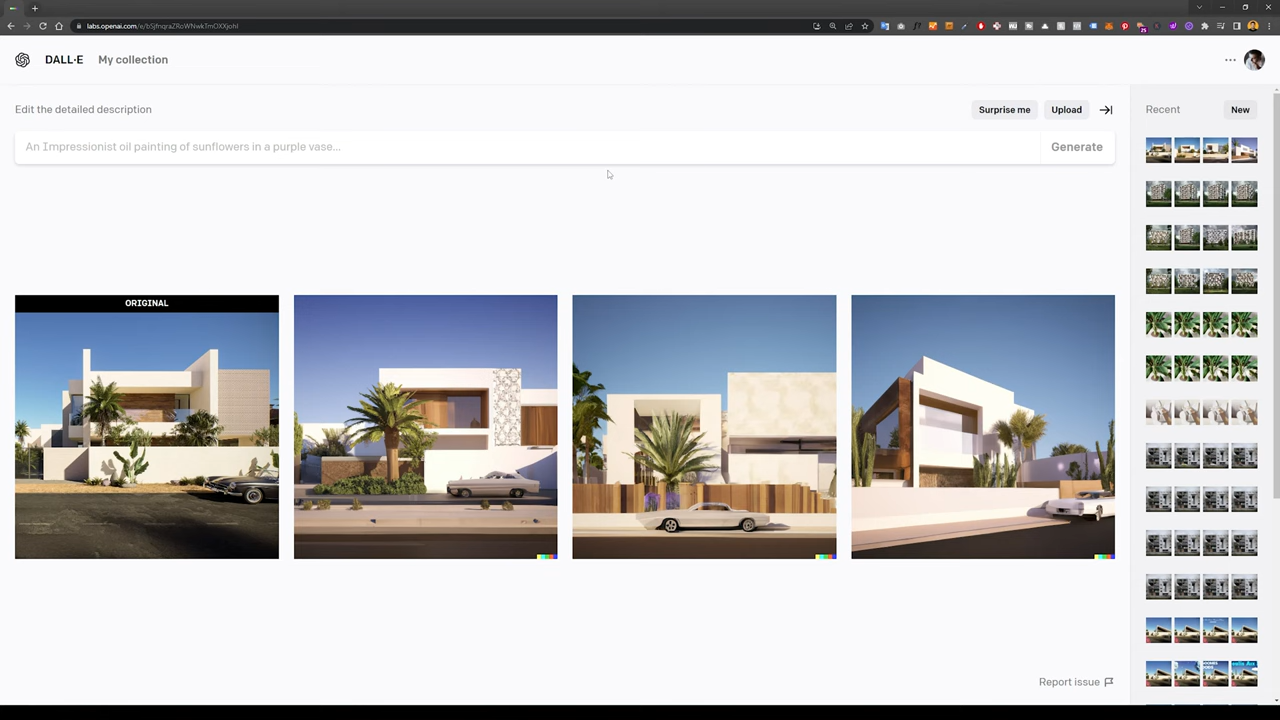 labs.openai.com/e/bSjfnqraZRoWNwkTmOXXjohI
DALL·E
My collection
Edit the detailed description
Surprise me
Upload
Recent
New
An Impressionist oil painting of sunflowers in a purple vase...
Generate
ORIGINAL
Report issue